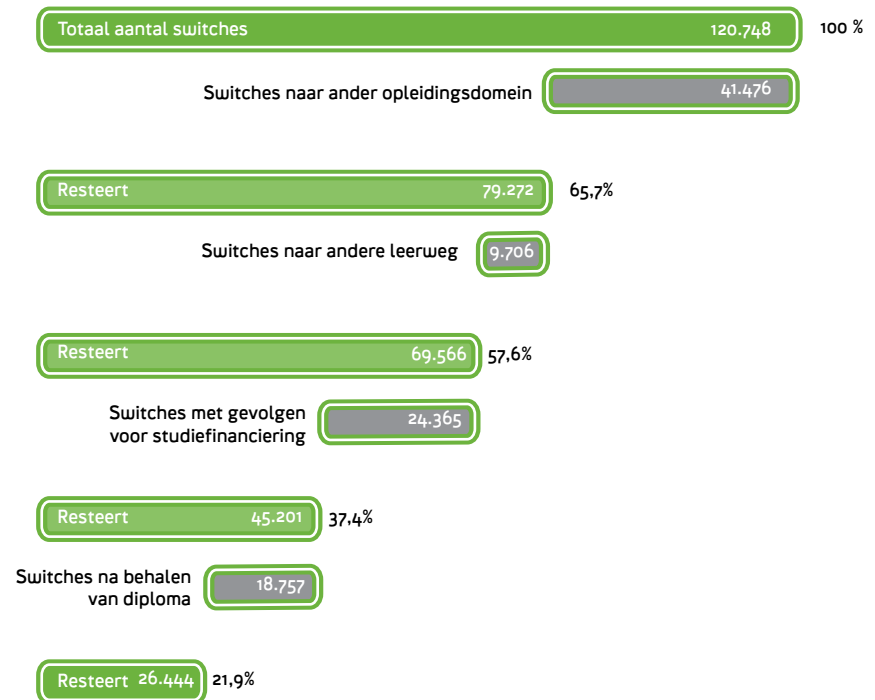 Totaal aantal switches 120.748 100 %
Switches naar ander opleidingsdomein 41.476
Resteert 79.272 65,7%
Switches naar andere leerweg 9.706
Resteert 69.566 57,6%
Switches met gevolgen
voor studiefinanciering 24.365
Resteert 45.201 37,4%
Switches na behalen
van diploma 18.757
Resteert 26.444 21,9%